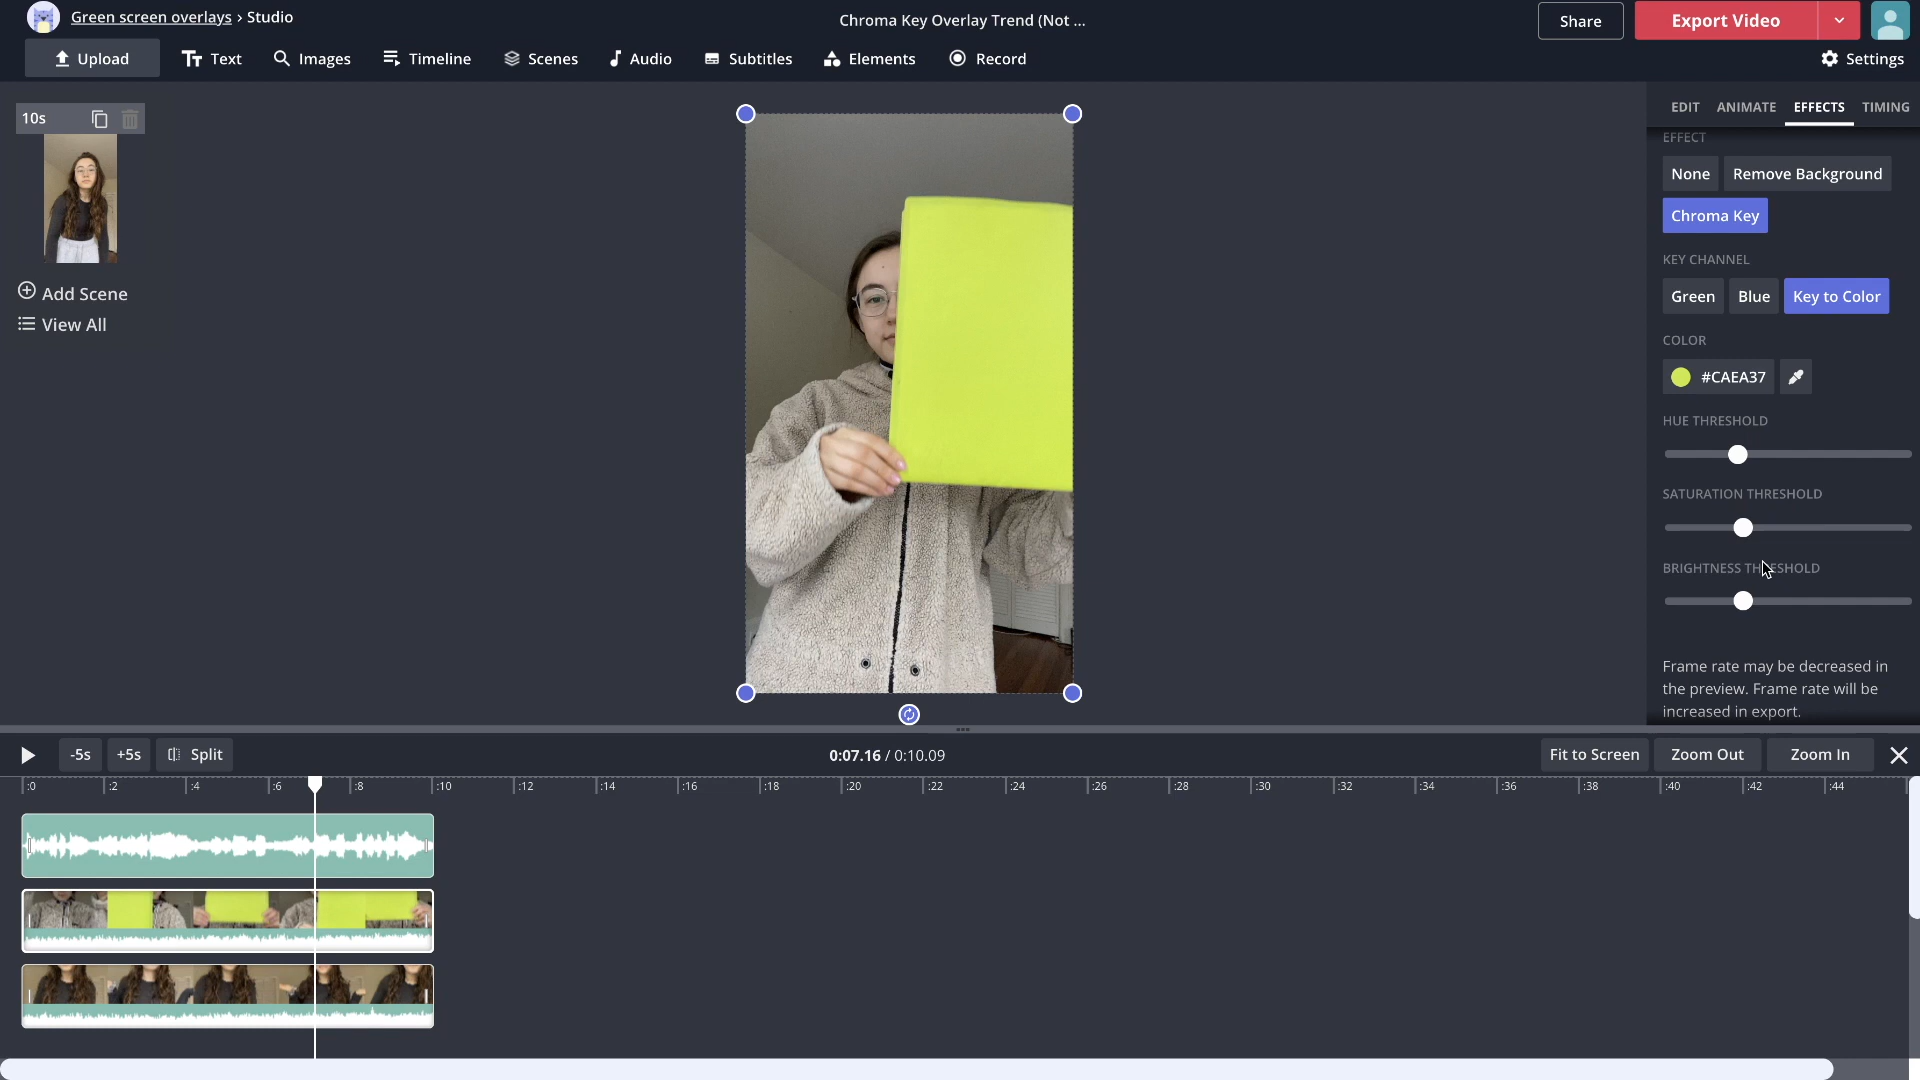 Green screen overlays › Studio
Chroma Key Overlay Trend (Not ...
Share
Export Video
Upload
Text
Images
Timeline
Scenes
Audio
Subtitles
Elements
Record
Settings
10s
Add Scene
View All
EDIT ANIMATE EFFECTS TIMING
EFFECT
None
Remove Background
Chroma Key
KEY CHANNEL
Green
Blue
Key to Color
COLOR
#CAEA37
HUE THRESHOLD
SATURATION THRESHOLD
BRIGHTNESS THRESHOLD
Frame rate may be decreased in
the preview. Frame rate will be
increased in export.
-5s
+5s
Split
0:07.16 / 0:10.09
Fit to Screen
Zoom Out
Zoom In
:0 :2 :4 :6 :8 :10 :12 :14 :16 :18 :20 :22 :24 :26 :28 :30 :32 :34 :36 :38 :40 :42 :44